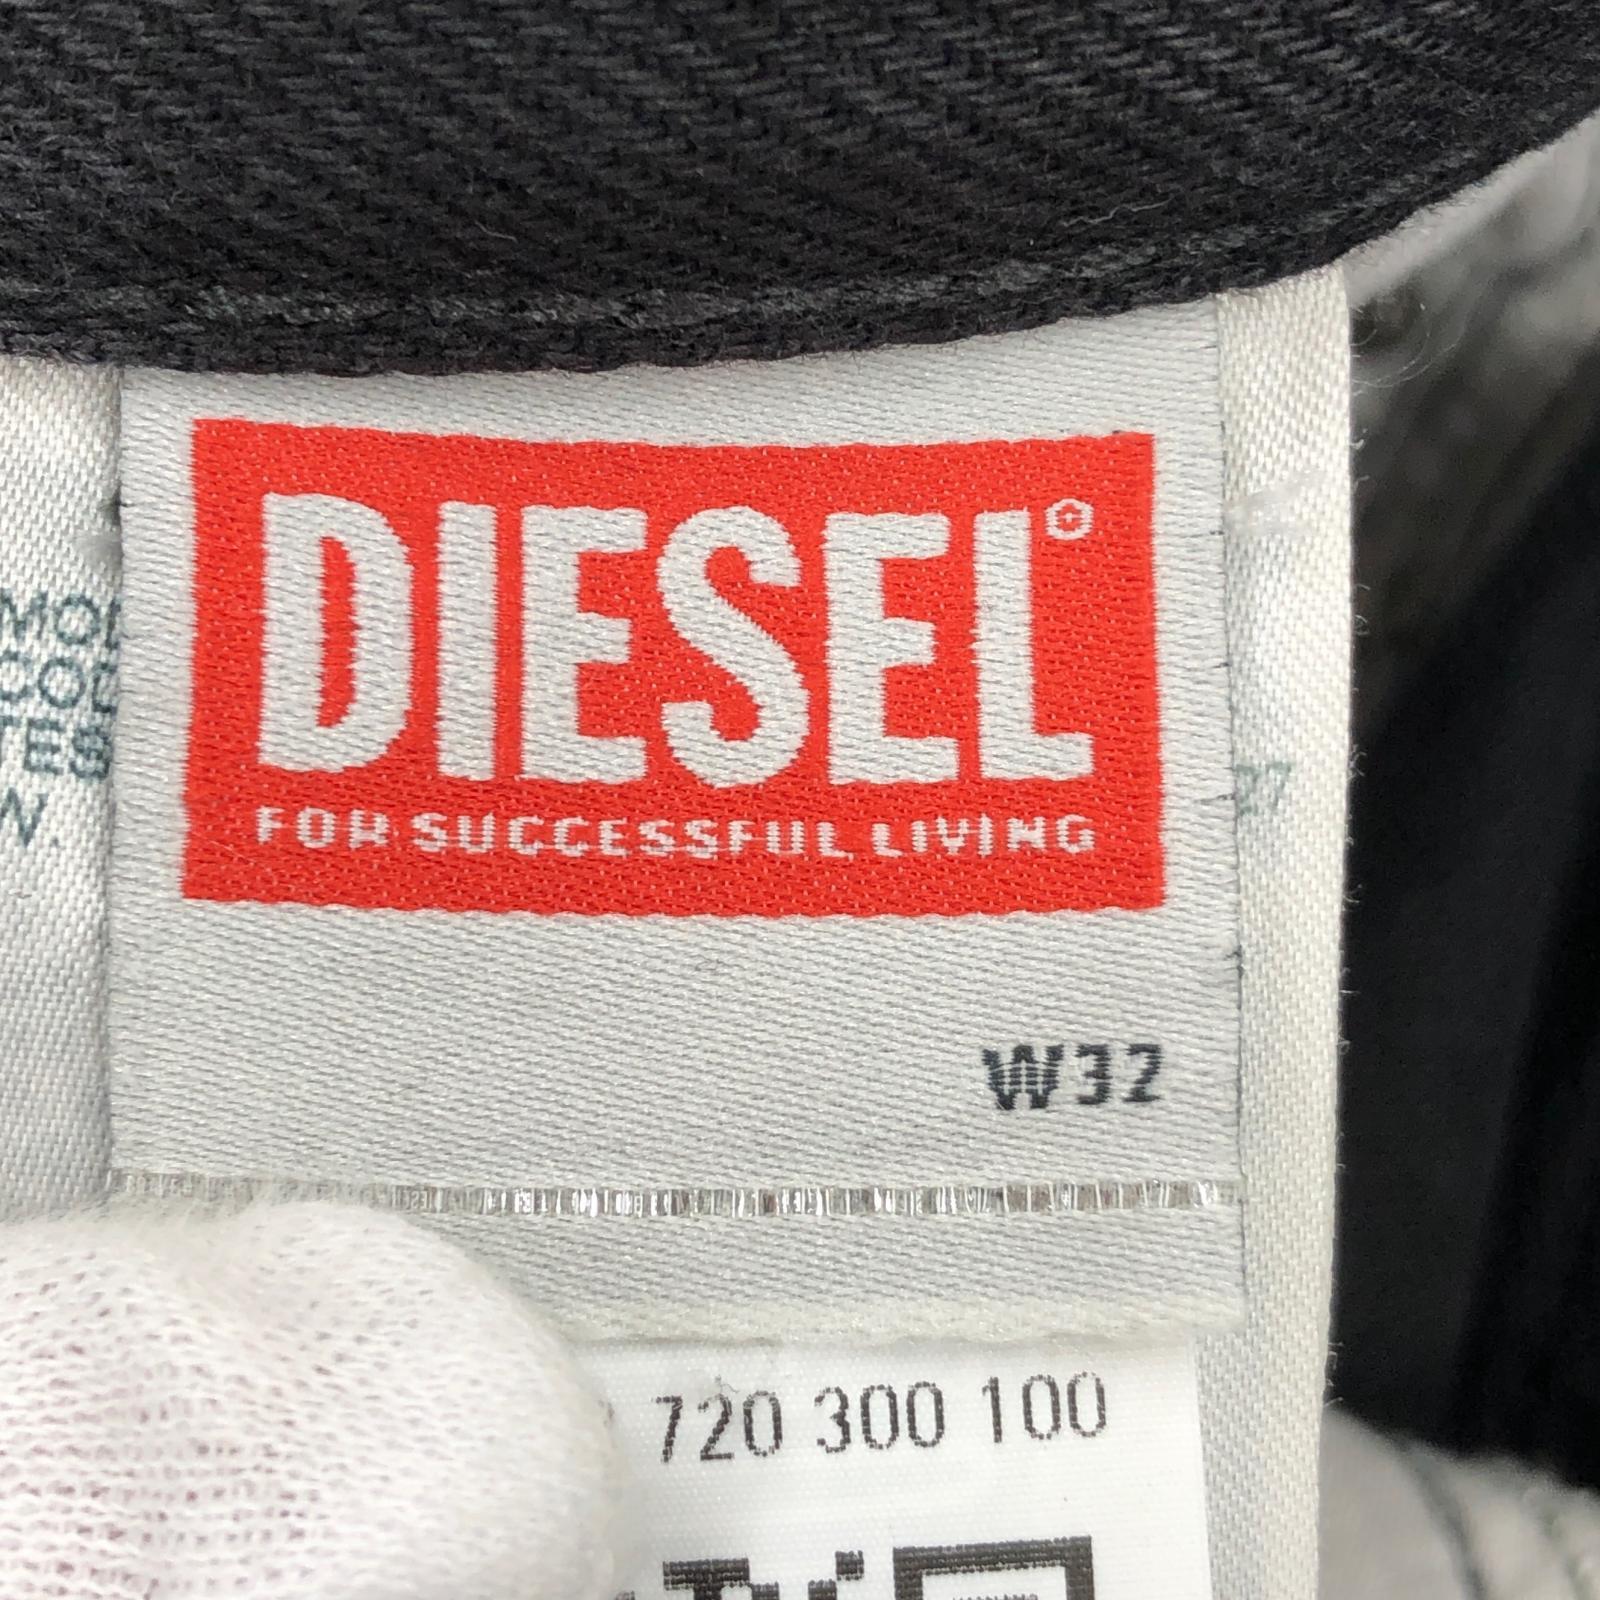 DIESEL
FOR SUCCESSFUL LIVING
W32
720 300 100